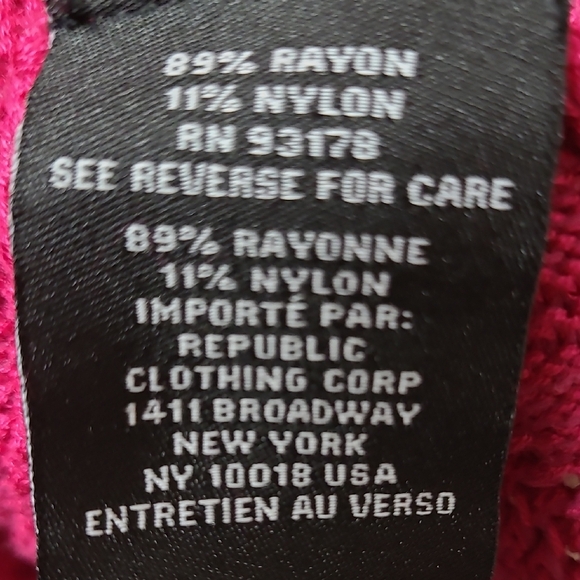 89% RAYON
11% NYLON
RN 93178
SEE REVERSE FOR CARE
89% RAYONNE
11% NYLON
IMPORTÉ PAR:
REPUBLIC
CLOTHING CORP
1411 BROADWAY
NEW YORK
NY 10018 USA
ENTRETIEN AU VERSO